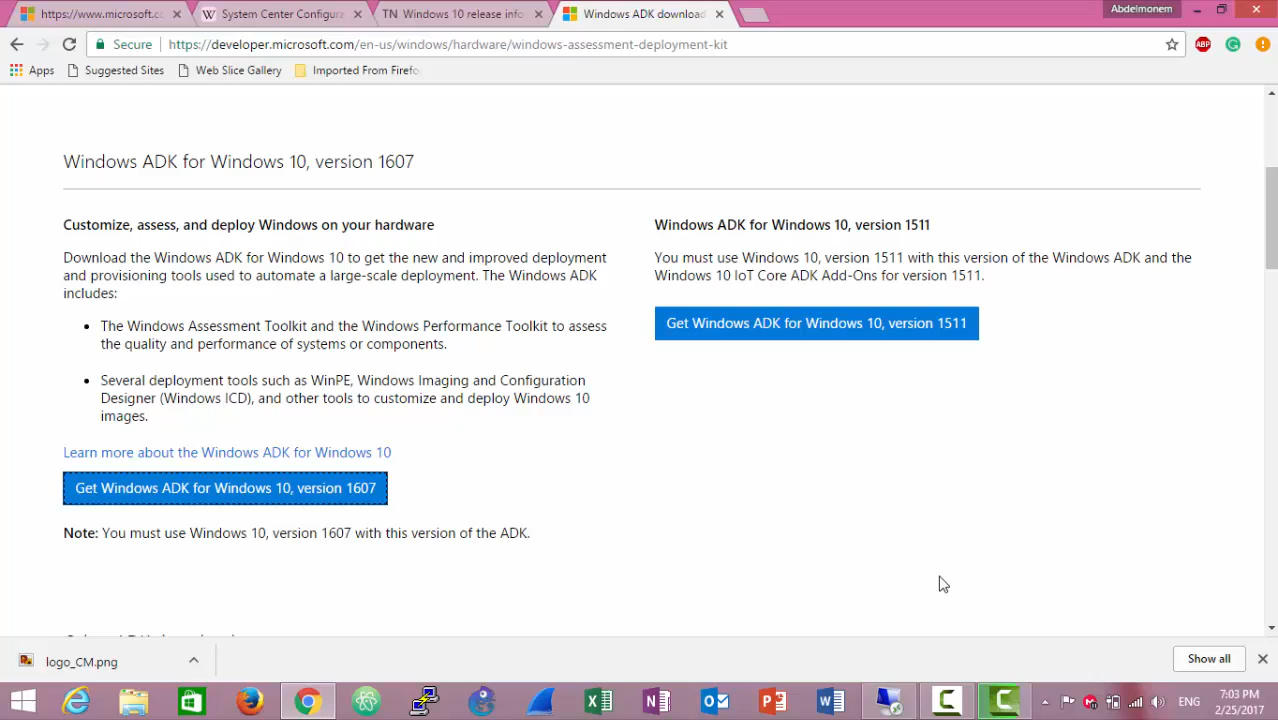 https://www.microsoft.c
System Center Configura
TN Windows 10 release info
Windows ADK download
Abdelmonem
Secure
https://developer.microsoft.com/en-us/windows/hardware/windows-assessment-deployment-kit
ABP
Apps
Suggested Sites
Web Slice Gallery
Imported From Firefo
Windows ADK for Windows 10, version 1607
Customize, assess, and deploy Windows on your hardware
Download the Windows ADK for Windows 10 to get the new and improved deployment
and provisioning tools used to automate a large-scale deployment. The Windows ADK
includes:
• The Windows Assessment Toolkit and the Windows Performance Toolkit to assess
the quality and performance of systems or components.
• Several deployment tools such as WinPE, Windows Imaging and Configuration
Designer (Windows ICD), and other tools to customize and deploy Windows 10
images.
Learn more about the Windows ADK for Windows 10
Get Windows ADK for Windows 10, version 1607
Note: You must use Windows 10, version 1607 with this version of the ADK.
Windows ADK for Windows 10, version 1511
You must use Windows 10, version 1511 with this version of the Windows ADK and the
Windows 10 IoT Core ADK Add-Ons for version 1511.
Get Windows ADK for Windows 10, version 1511
logo_CM.png
Show all
ENG
7:03 PM
2/25/2017